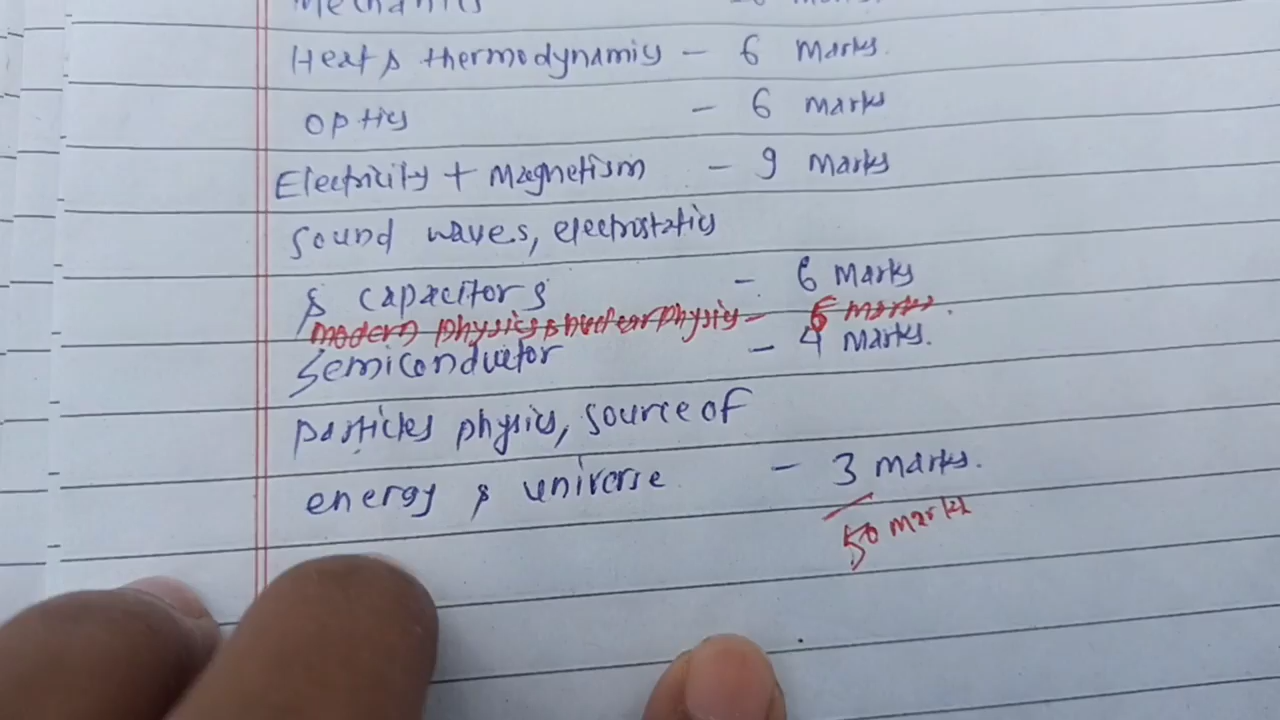 Mechanics
Heat & thermodynamics - 6 Marks.
Optics - 6 marks
Electricity + Magnetism - 9 Marks
Sound waves, electrostatics
& capacitors - 6 Marks
modern physics & nuclear physics - marks.
Semiconductor - 4 Marks.
particles physics, source of
energy & universe - 3 marks.
50 marks